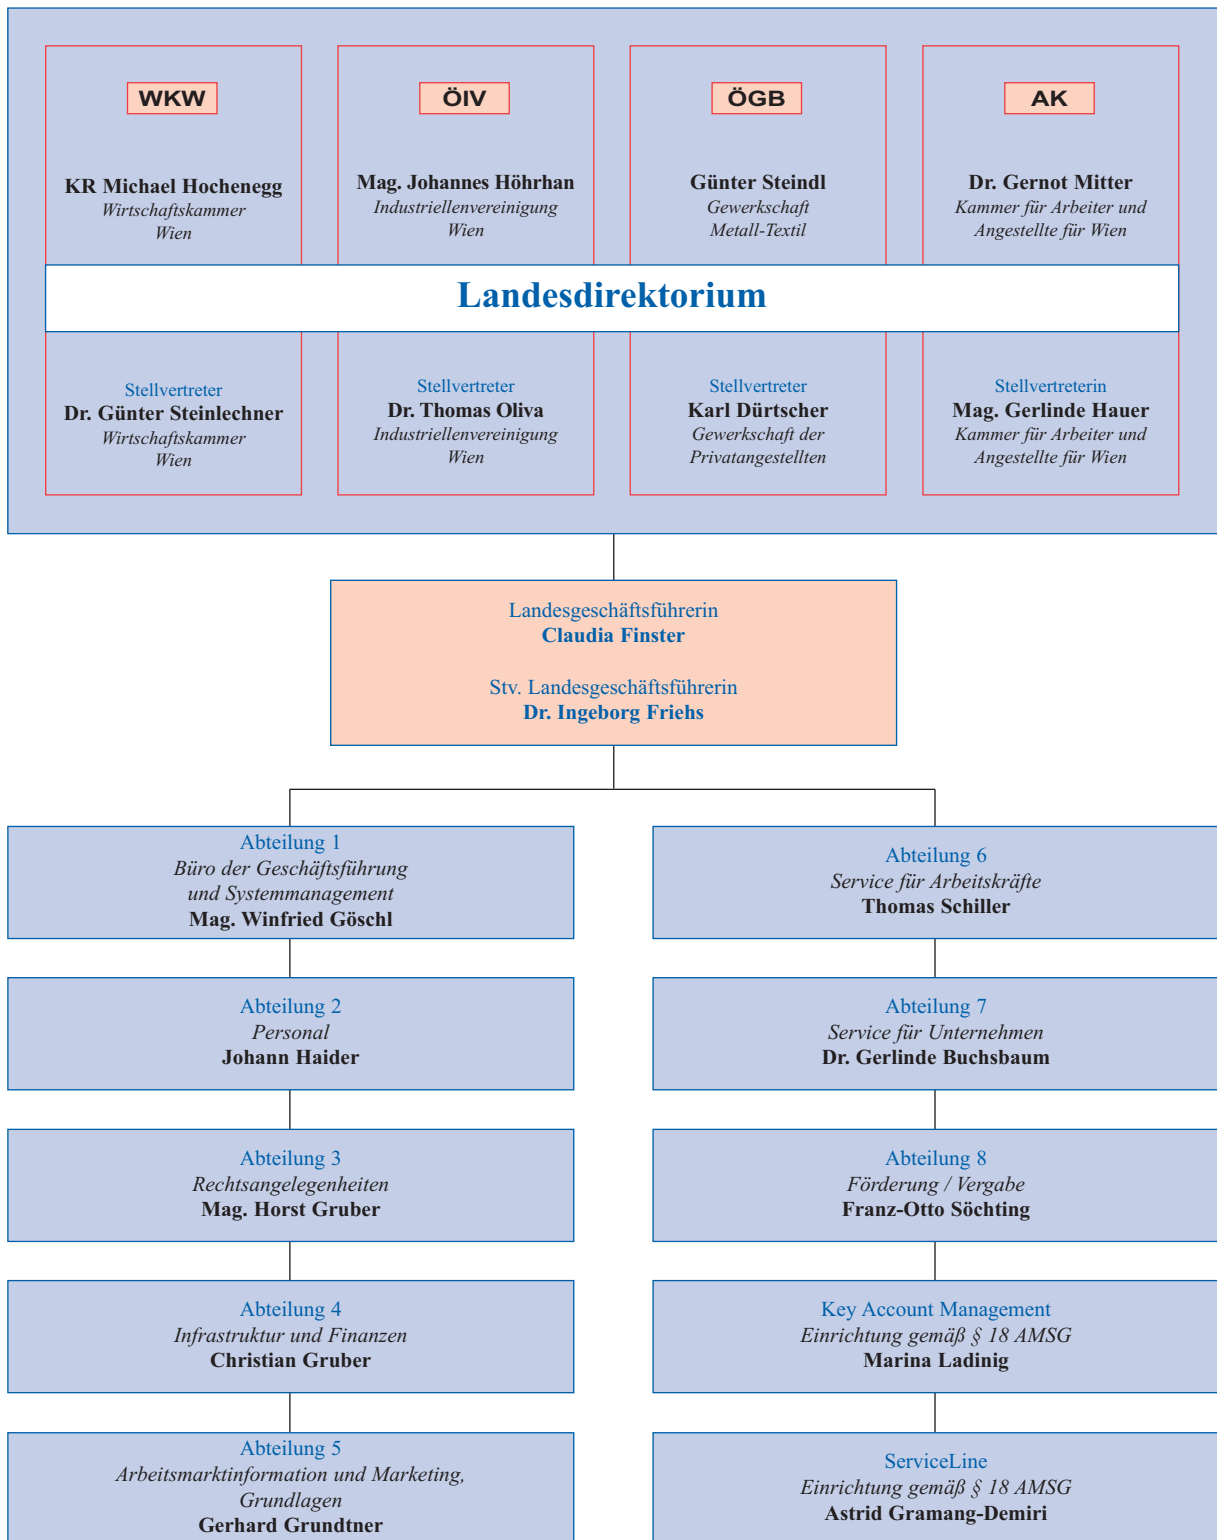 WKW
KR Michael Hochenegg
Wirtschaftskammer
Wien
ÖIV
Mag. Johannes Höhrhan
Industriellenvereinigung
Wien
ÖGB
Günter Steindl
Gewerkschaft
Metall-Textil
AK
Dr. Gernot Mitter
Kammer für Arbeiter und
Angestellte für Wien
Landesdirektorium
Stellvertreter
Dr. Günter Steinlechner
Wirtschaftskammer
Wien
Stellvertreter
Dr. Thomas Oliva
Industriellenvereinigung
Wien
Stellvertreter
Karl Dürtscher
Gewerkschaft der
Privatangestellten
Stellvertreterin
Mag. Gerlinde Hauer
Kammer für Arbeiter und
Angestellte für Wien
Landesgeschäftsführerin
Claudia Finster
Stv. Landesgeschäftsführerin
Dr. Ingeborg Friehs
Abteilung 1
Büro der Geschäftsführung
und Systemmanagement
Mag. Winfried Göschl
Abteilung 2
Personal
Johann Haider
Abteilung 3
Rechtsangelegenheiten
Mag. Horst Gruber
Abteilung 4
Infrastruktur und Finanzen
Christian Gruber
Abteilung 5
Arbeitsmarktinformation und Marketing,
Grundlagen
Gerhard Grundtner
Abteilung 6
Service für Arbeitskräfte
Thomas Schiller
Abteilung 7
Service für Unternehmen
Dr. Gerlinde Buchsbaum
Abteilung 8
Förderung / Vergabe
Franz-Otto Söchting
Key Account Management
Einrichtung gemäß § 18 AMSG
Marina Ladinig
ServiceLine
Einrichtung gemäß § 18 AMSG
Astrid Gramang-Demiri